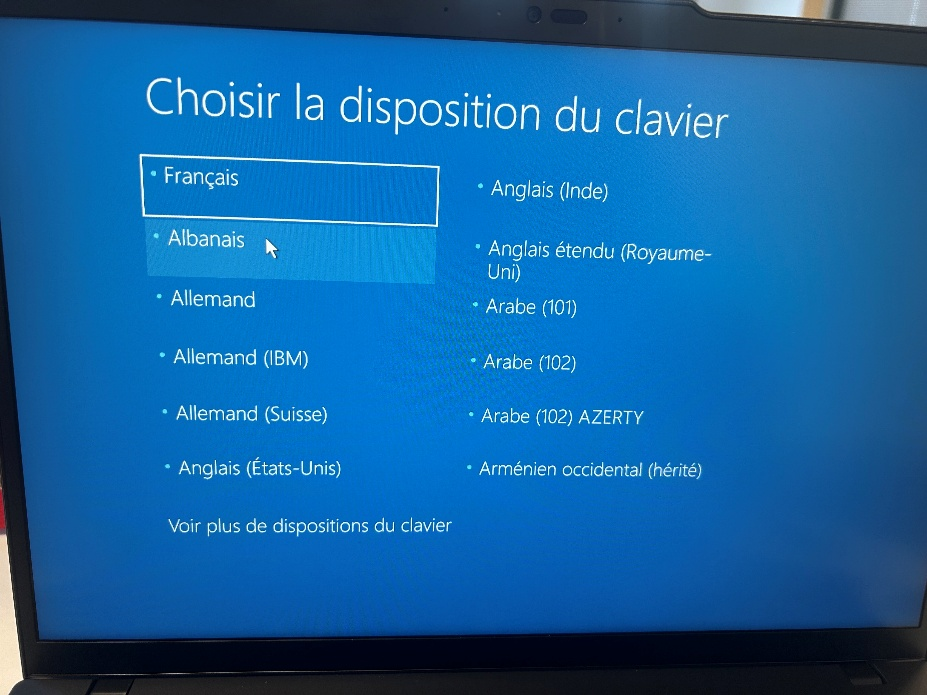 Choisir la disposition du clavier
Français
Albanais
Allemand
Allemand (IBM)
Allemand (Suisse)
Anglais (États-Unis)
Anglais (Inde)
Anglais étendu (Royaume-
Uni)
Arabe (101)
Arabe (102)
Arabe (102) AZERTY
Arménien occidental (hérité)
Voir plus de dispositions du clavier